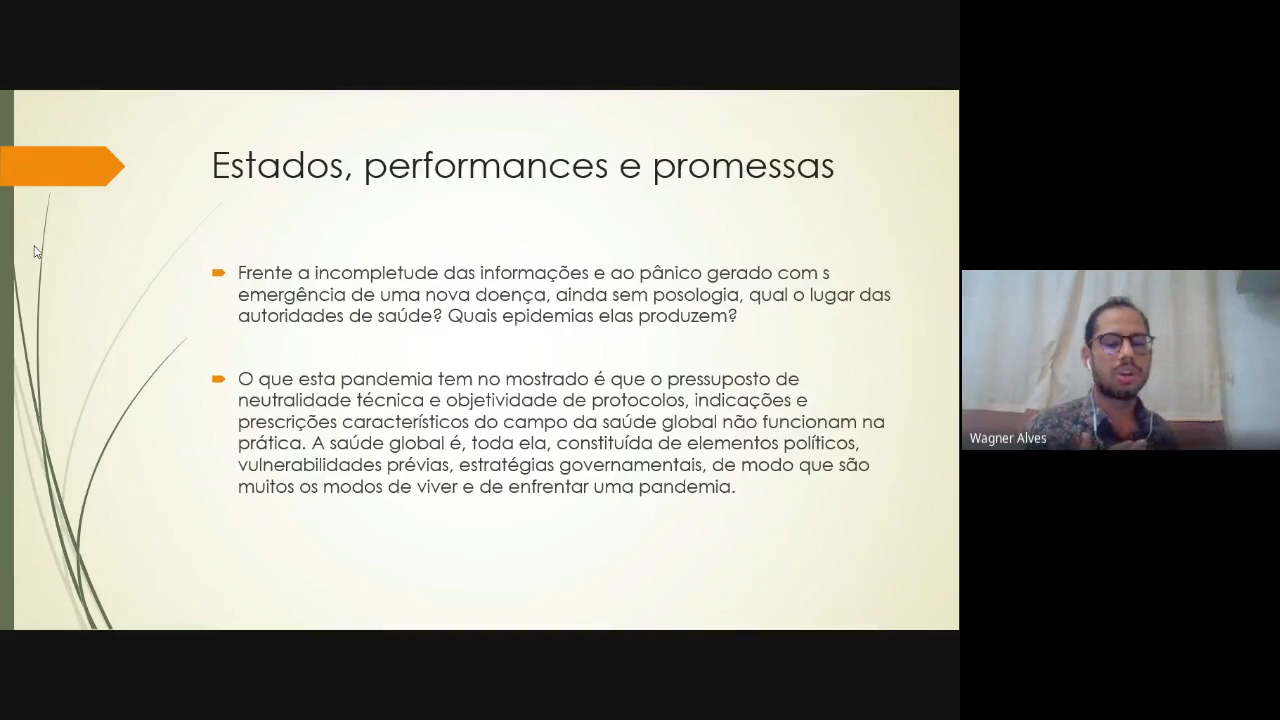 Estados, performances e promessas
Frente a incompletude das informações e ao pânico gerado com s
emergência de uma nova doença, ainda sem posologia, qual o lugar das
autoridades de saúde? Quais epidemias elas produzem?
O que esta pandemia tem no mostrado é que o pressuposto de
neutralidade técnica e objetividade de protocolos, indicações e
prescrições característicos do campo da saúde global não funcionam na
prática. A saúde global é, toda ela, constituída de elementos políticos,
vulnerabilidades prévias, estratégias governamentais, de modo que são
muitos os modos de viver e de enfrentar uma pandemia.
Wagner Alves